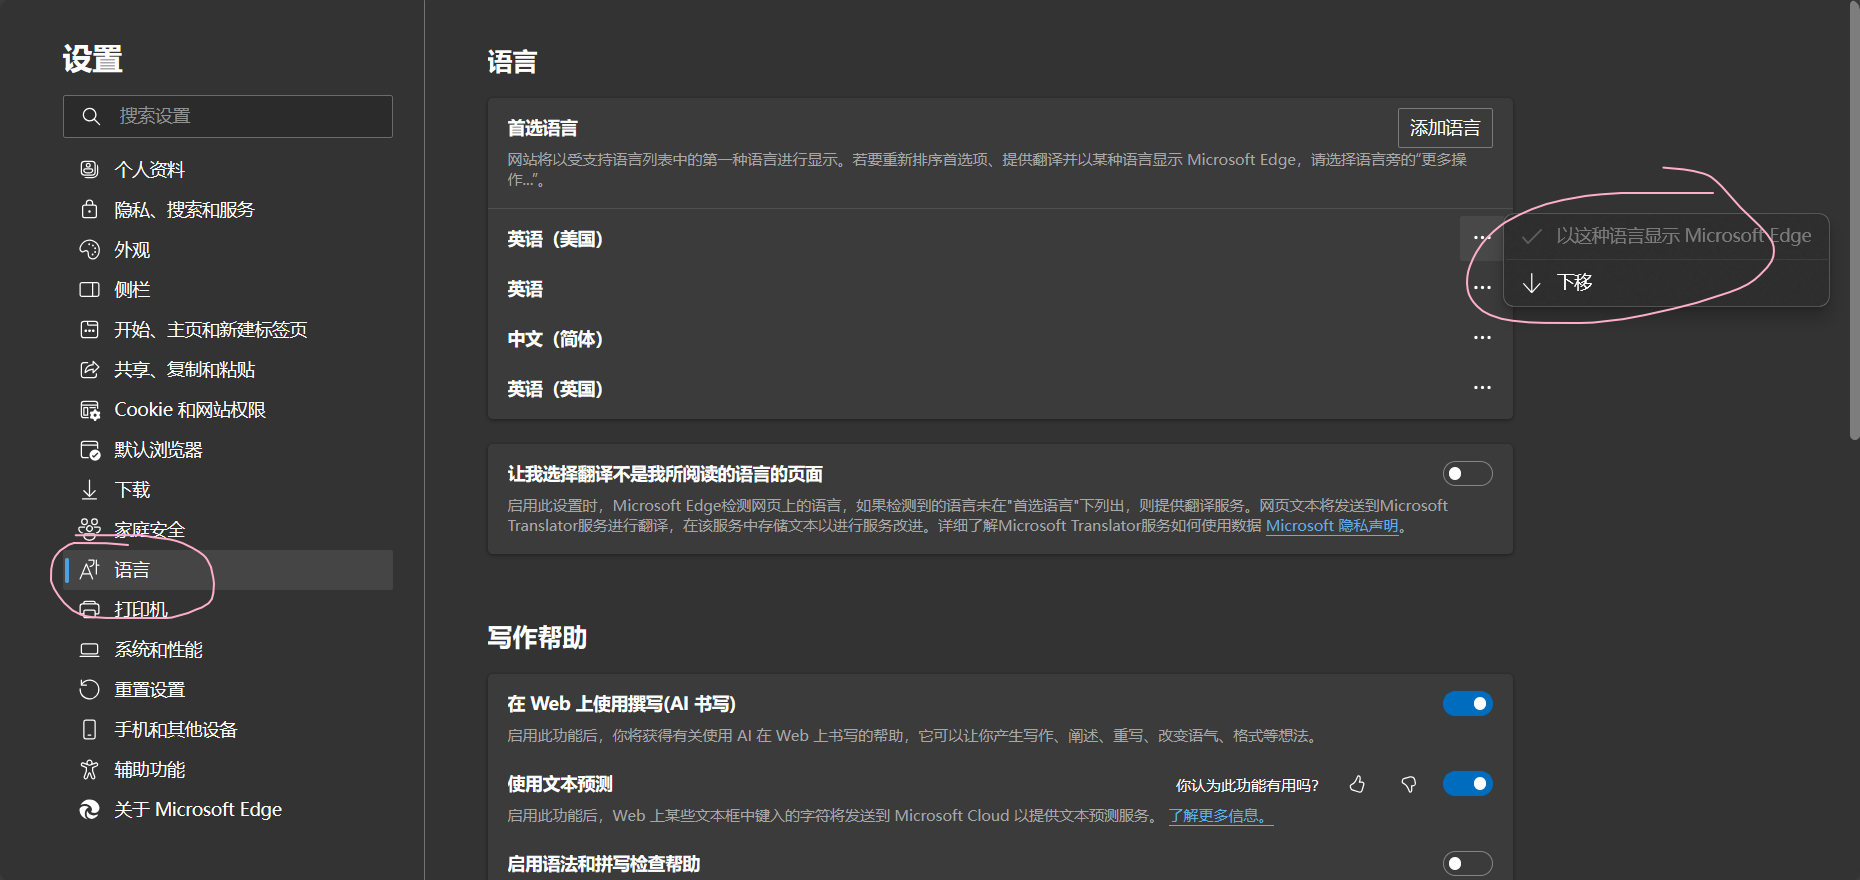 设置
搜索设置
个人资料
隐私、搜索和服务
外观
侧栏
开始、主页和新建标签页
共享、复制和粘贴
Cookie 和网站权限
默认浏览器
下载
家庭安全
语言
打印机
系统和性能
重置设置
手机和其他设备
辅助功能
关于 Microsoft Edge
语言
首选语言
添加语言
网站将以受支持语言列表中的第一种语言进行显示。若要重新排序首选项、提供翻译并以某种语言显示 Microsoft Edge，请选择语言旁的“更多操
作...”。
英语（美国）
以这种语言显示 Microsoft Edge
下移
英语
中文（简体）
英语（英国）
让我选择翻译不是我所阅读的语言的页面
启用此设置时，Microsoft Edge检测网页上的语言，如果检测到的语言未在"首选语言"下列出，则提供翻译服务。网页文本将发送到Microsoft
Translator服务进行翻译，在该服务中存储文本以进行服务改进。详细了解Microsoft Translator服务如何使用数据 Microsoft 隐私声明。
写作帮助
在 Web 上使用撰写(AI 书写)
启用此功能后，你将获得有关使用 AI 在 Web 上书写的帮助，它可以让你产生写作、阐述、重写、改变语气、格式等想法。
使用文本预测
你认为此功能有用吗?
启用此功能后，Web 上某些文本框中键入的字符将发送到 Microsoft Cloud 以提供文本预测服务。 了解更多信息。
启用语法和拼写检查帮助